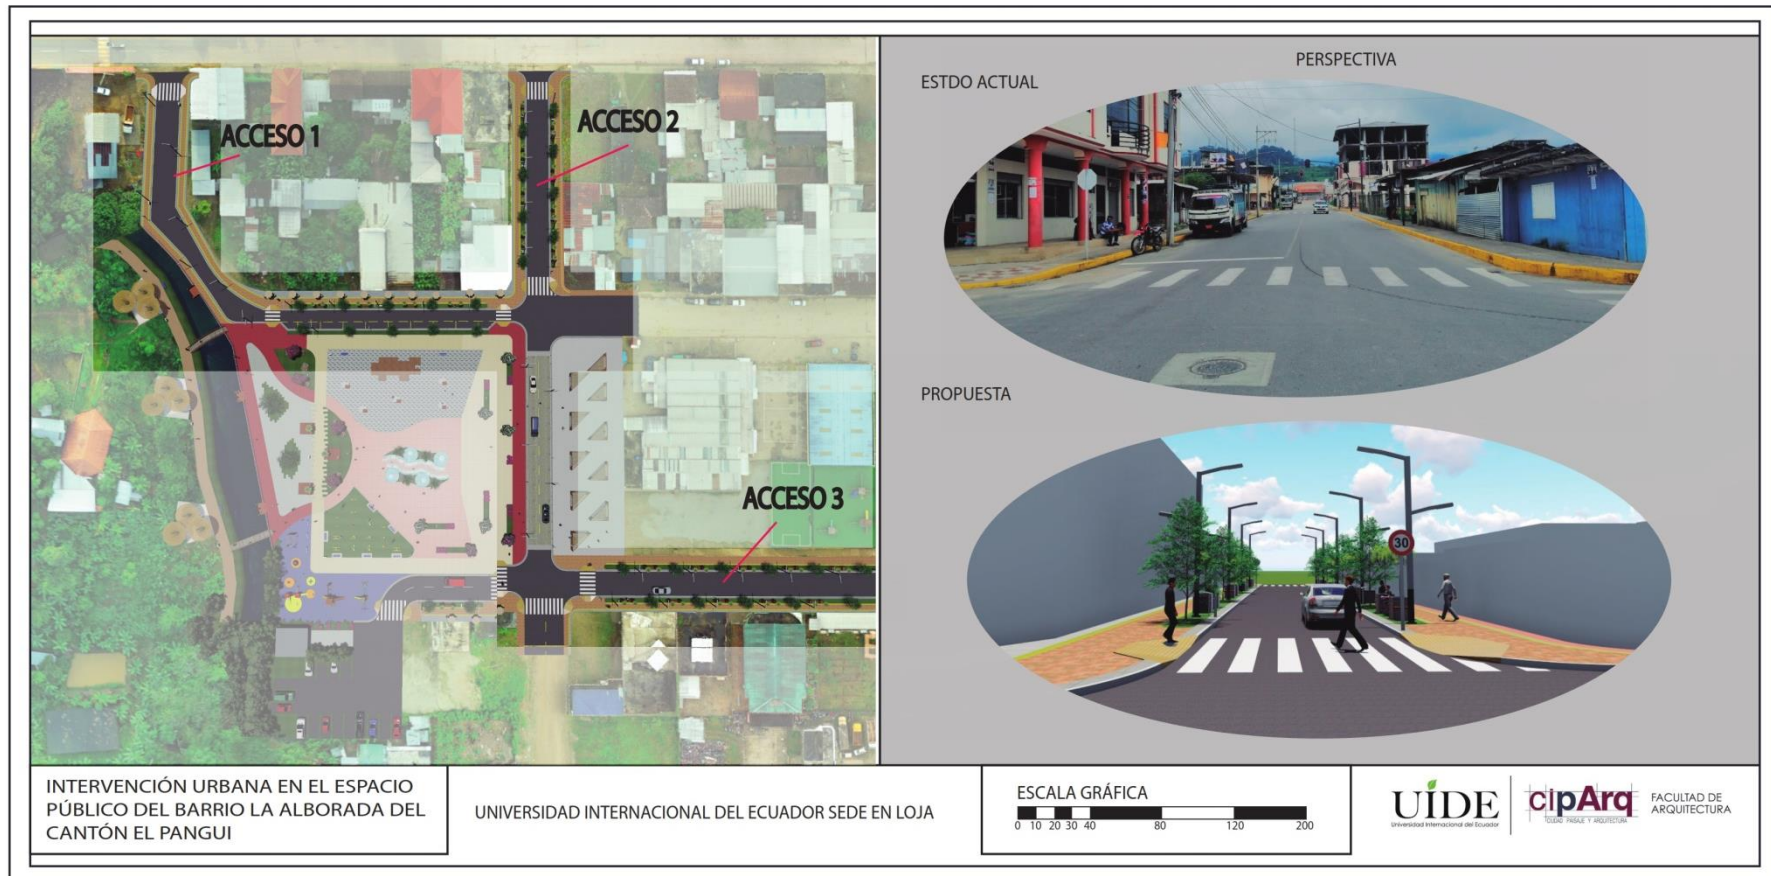 ACCESO 1
ACCESO 2
ACCESO 3
PERSPECTIVA
ESTDO ACTUAL
PROPUESTA
30
INTERVENCIÓN URBANA EN EL ESPACIO
PÚBLICO DEL BARRIO LA ALBORADA DEL
CANTÓN EL PANGUI
UNIVERSIDAD INTERNACIONAL DEL ECUADOR SEDE EN LOJA
ESCALA GRÁFICA
0 10 20 30 40 80 120 200
UIDE
Universidad Internacional del Ecuador
cipArq
CIUDAD PAISAJE Y ARQUITECTURA
FACULTAD DE
ARQUITECTURA